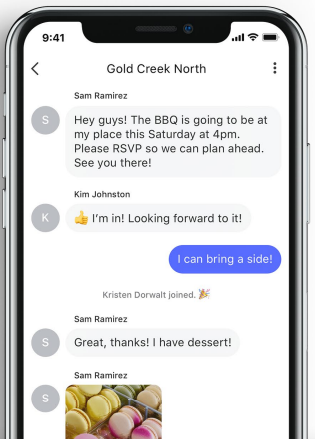 9:41
Gold Creek North
Sam Ramirez
S
Hey guys! The BBQ is going to be at
my place this Saturday at 4pm.
Please RSVP so we can plan ahead.
See you there!
Kim Johnston
K
👍 I'm in! Looking forward to it!
I can bring a side!
Kristen Dorwalt joined. 🎉
Sam Ramirez
S
Great, thanks! I have dessert!
Sam Ramirez
S